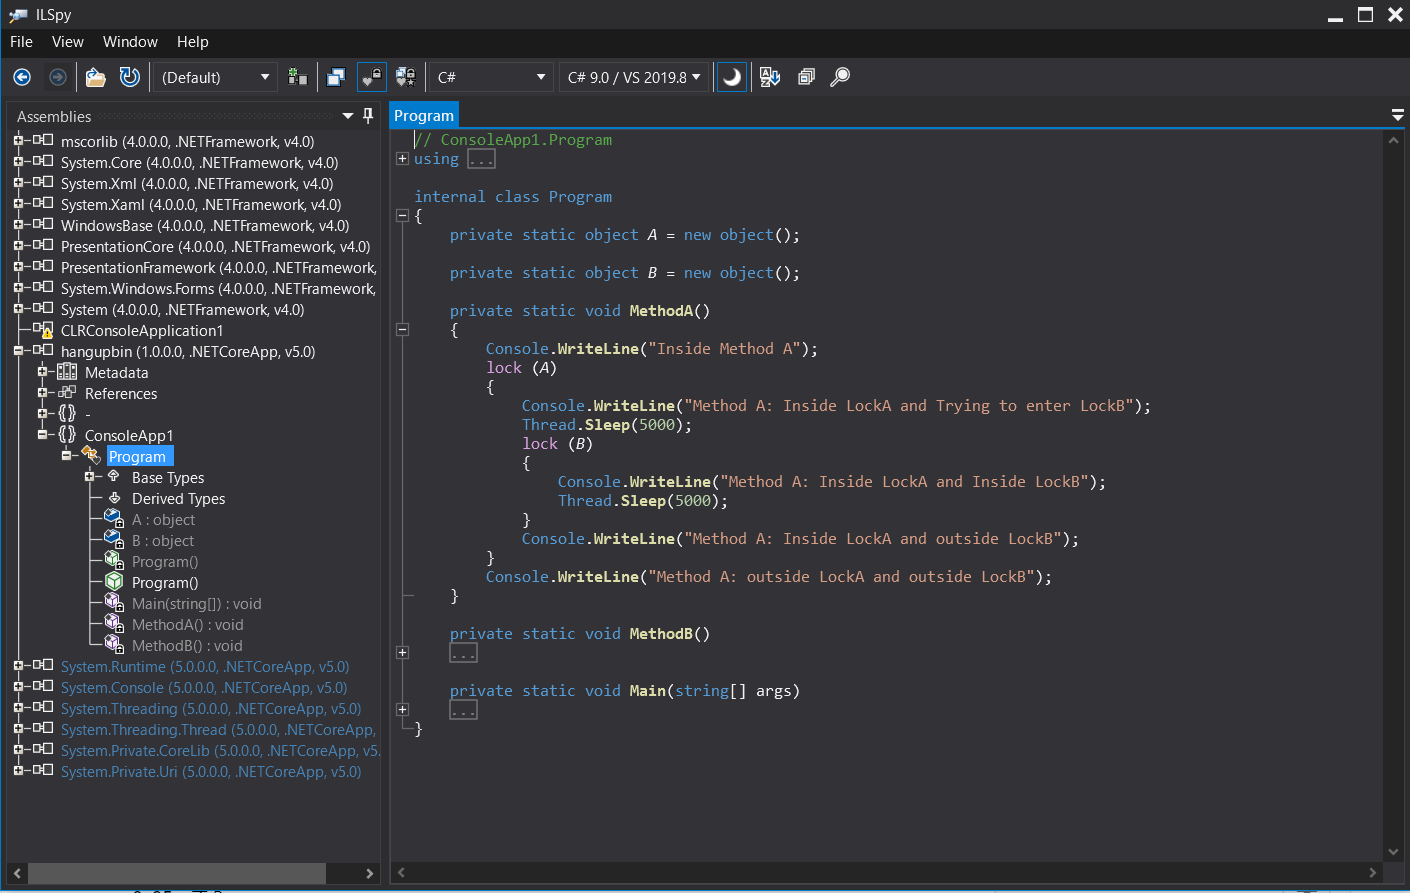 ILSpy
File View Window Help
(Default) C# C# 9.0 / VS 2019.8
Assemblies
mscorlib (4.0.0.0, .NETFramework, v4.0)
System.Core (4.0.0.0, .NETFramework, v4.0)
System.Xml (4.0.0.0, .NETFramework, v4.0)
System.Xaml (4.0.0.0, .NETFramework, v4.0)
WindowsBase (4.0.0.0, .NETFramework, v4.0)
PresentationCore (4.0.0.0, .NETFramework, v4.0)
PresentationFramework (4.0.0.0, .NETFramework,
System.Windows.Forms (4.0.0.0, .NETFramework,
System (4.0.0.0, .NETFramework, v4.0)
CLRConsoleApplication1
hangupbin (1.0.0.0, .NETCoreApp, v5.0)
Metadata
References
{} -
{} ConsoleApp1
Program
Base Types
Derived Types
A : object
B : object
Program()
Program()
Main(string[]) : void
MethodA() : void
MethodB() : void
System.Runtime (5.0.0.0, .NETCoreApp, v5.0)
System.Console (5.0.0.0, .NETCoreApp, v5.0)
System.Threading (5.0.0.0, .NETCoreApp, v5.0)
System.Threading.Thread (5.0.0.0, .NETCoreApp,
System.Private.CoreLib (5.0.0.0, .NETCoreApp, v5.
System.Private.Uri (5.0.0.0, .NETCoreApp, v5.0)
Program
// ConsoleApp1.Program
using ...
internal class Program
{
private static object A = new object();
private static object B = new object();
private static void MethodA()
{
Console.WriteLine("Inside Method A");
lock (A)
{
Console.WriteLine("Method A: Inside LockA and Trying to enter LockB");
Thread.Sleep(5000);
lock (B)
{
Console.WriteLine("Method A: Inside LockA and Inside LockB");
Thread.Sleep(5000);
}
Console.WriteLine("Method A: Inside LockA and outside LockB");
}
Console.WriteLine("Method A: outside LockA and outside LockB");
}
private static void MethodB()
...
private static void Main(string[] args)
...
}